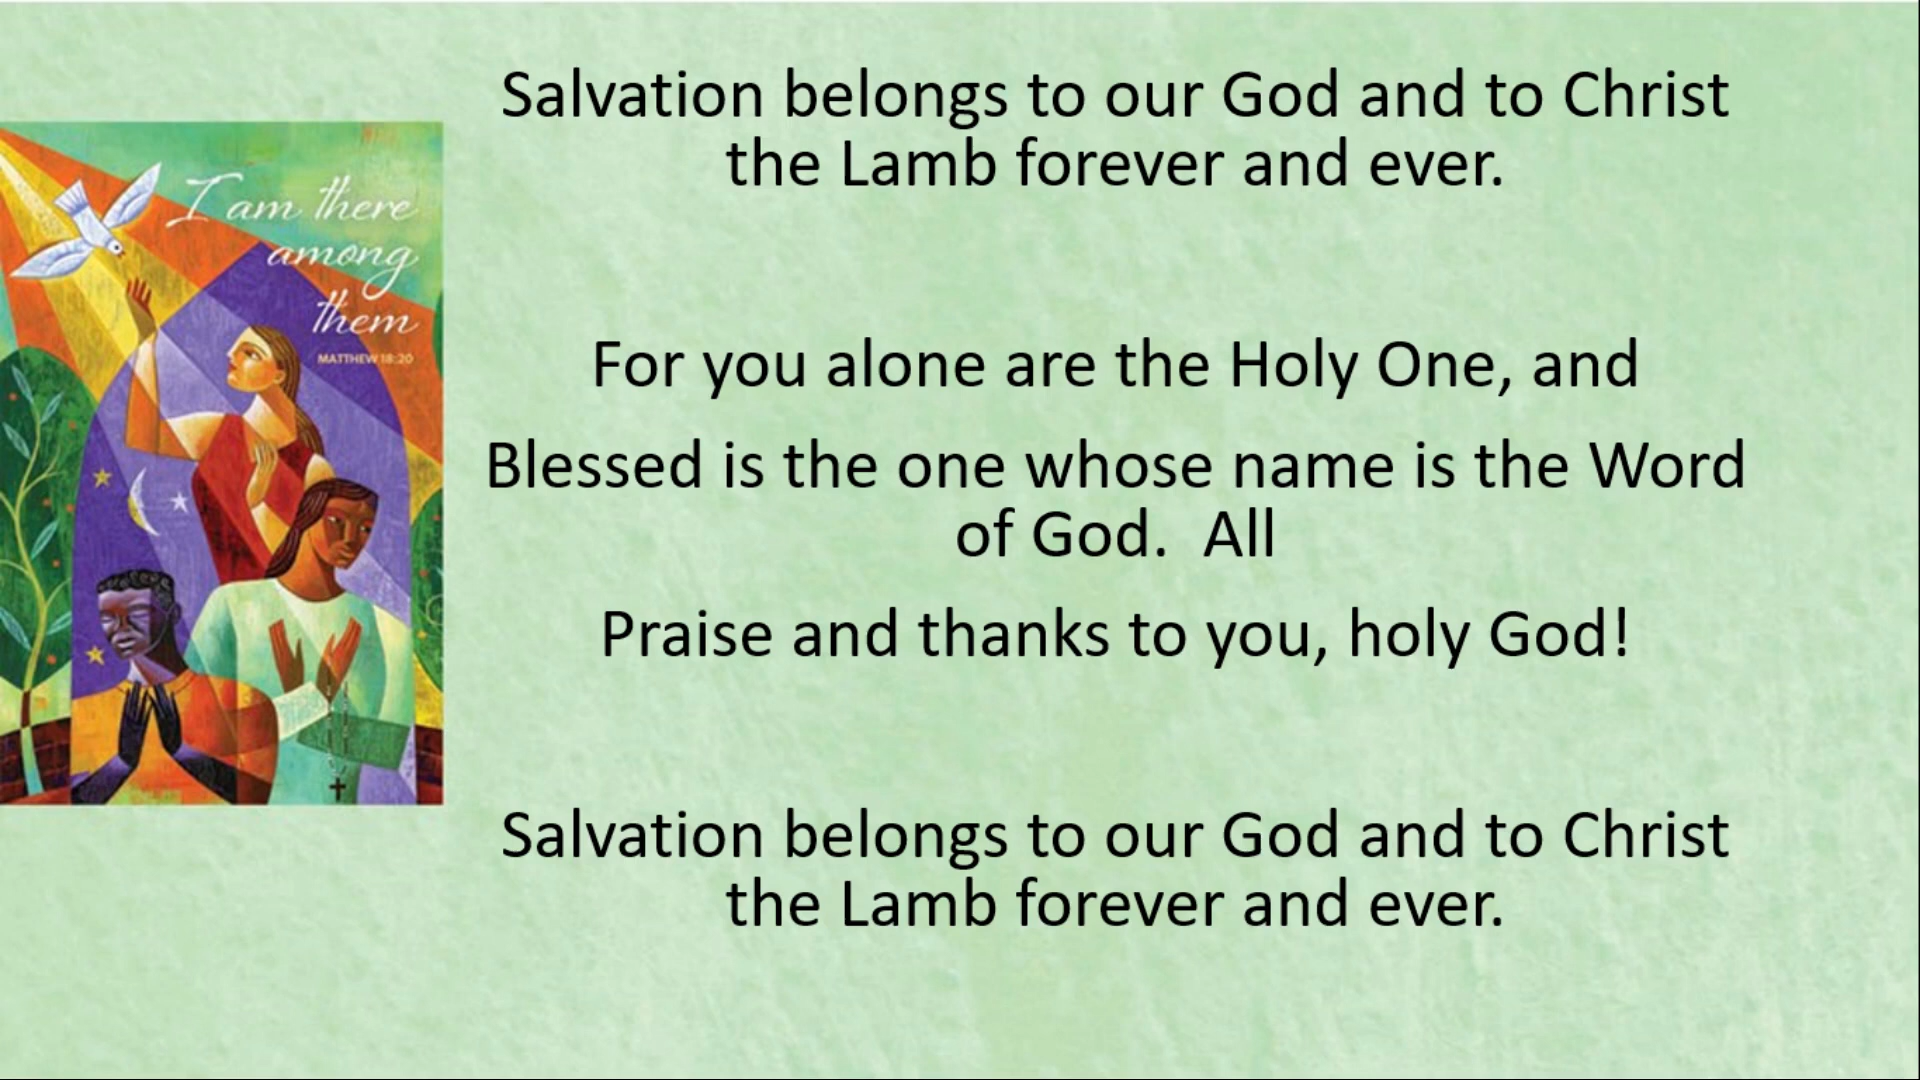 I am there
among
them
MATTHEW 18:20
Salvation belongs to our God and to Christ
the Lamb forever and ever.
For you alone are the Holy One, and
Blessed is the one whose name is the Word
of God.  All
Praise and thanks to you, holy God!
Salvation belongs to our God and to Christ
the Lamb forever and ever.